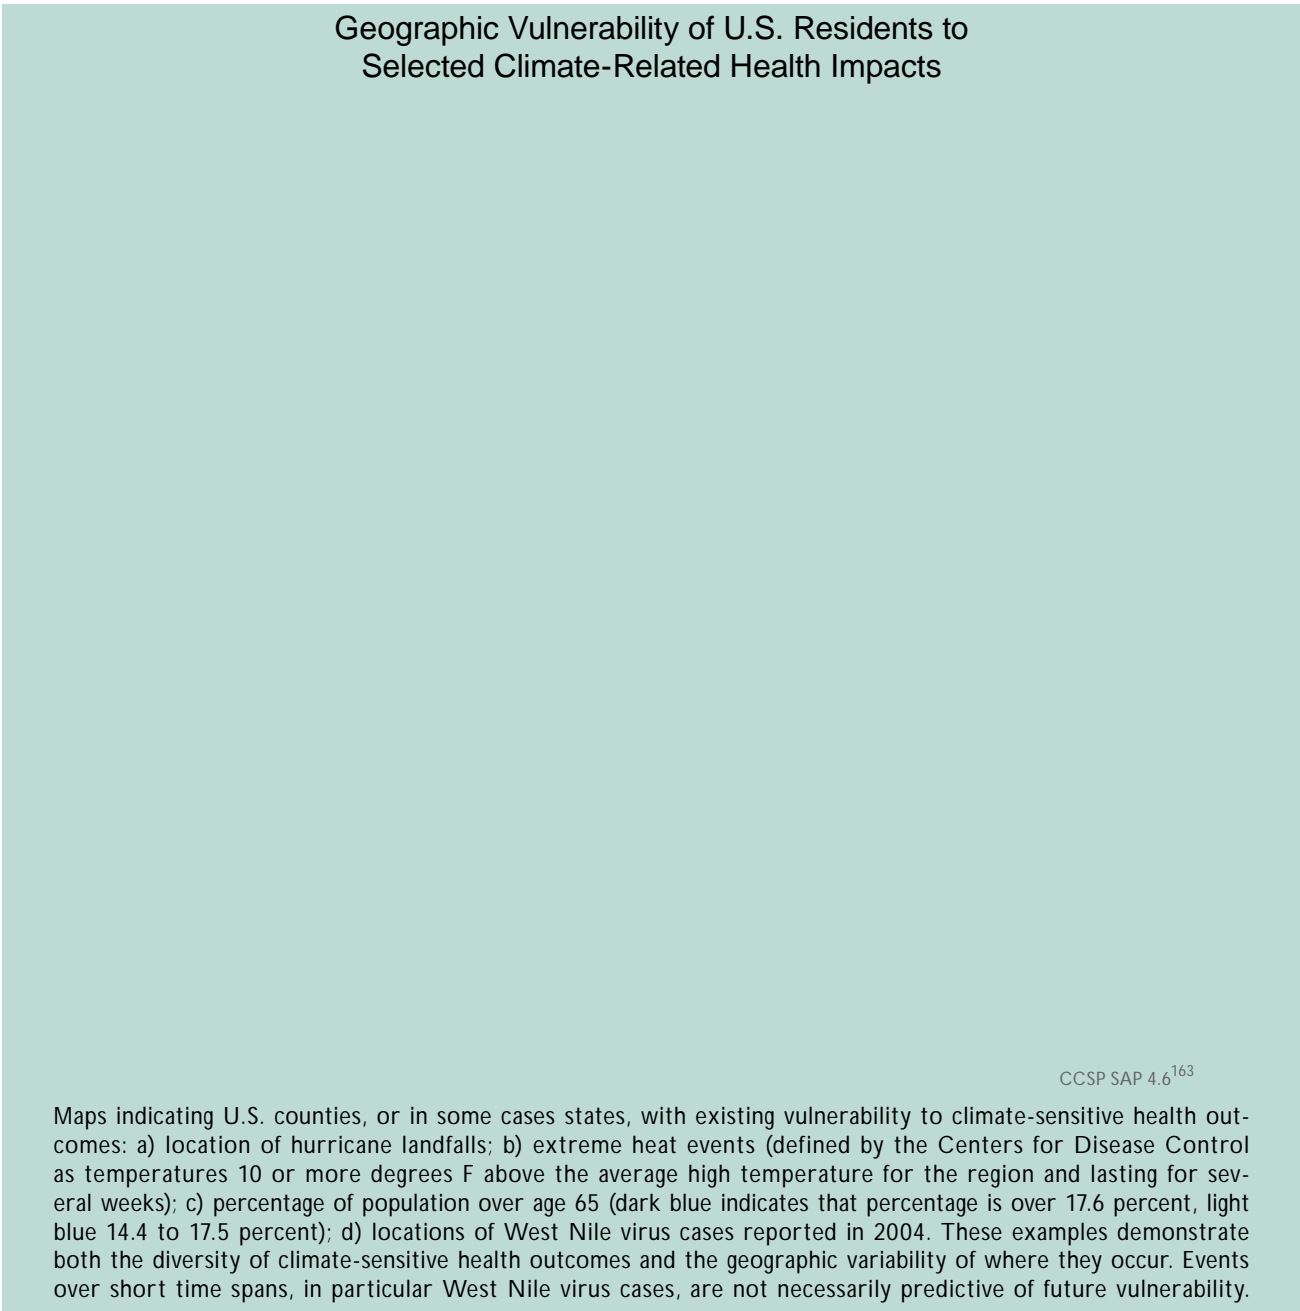 Geographic Vulnerability of U.S. Residents to
Selected Climate-Related Health Impacts
CCSP SAP 4.6163
Maps indicating U.S. counties, or in some cases states, with existing vulnerability to climate-sensitive health out-
comes: a) location of hurricane landfalls; b) extreme heat events (defined by the Centers for Disease Control
as temperatures 10 or more degrees F above the average high temperature for the region and lasting for sev-
eral weeks); c) percentage of population over age 65 (dark blue indicates that percentage is over 17.6 percent, light
blue 14.4 to 17.5 percent); d) locations of West Nile virus cases reported in 2004. These examples demonstrate
both the diversity of climate-sensitive health outcomes and the geographic variability of where they occur. Events
over short time spans, in particular West Nile virus cases, are not necessarily predictive of future vulnerability.